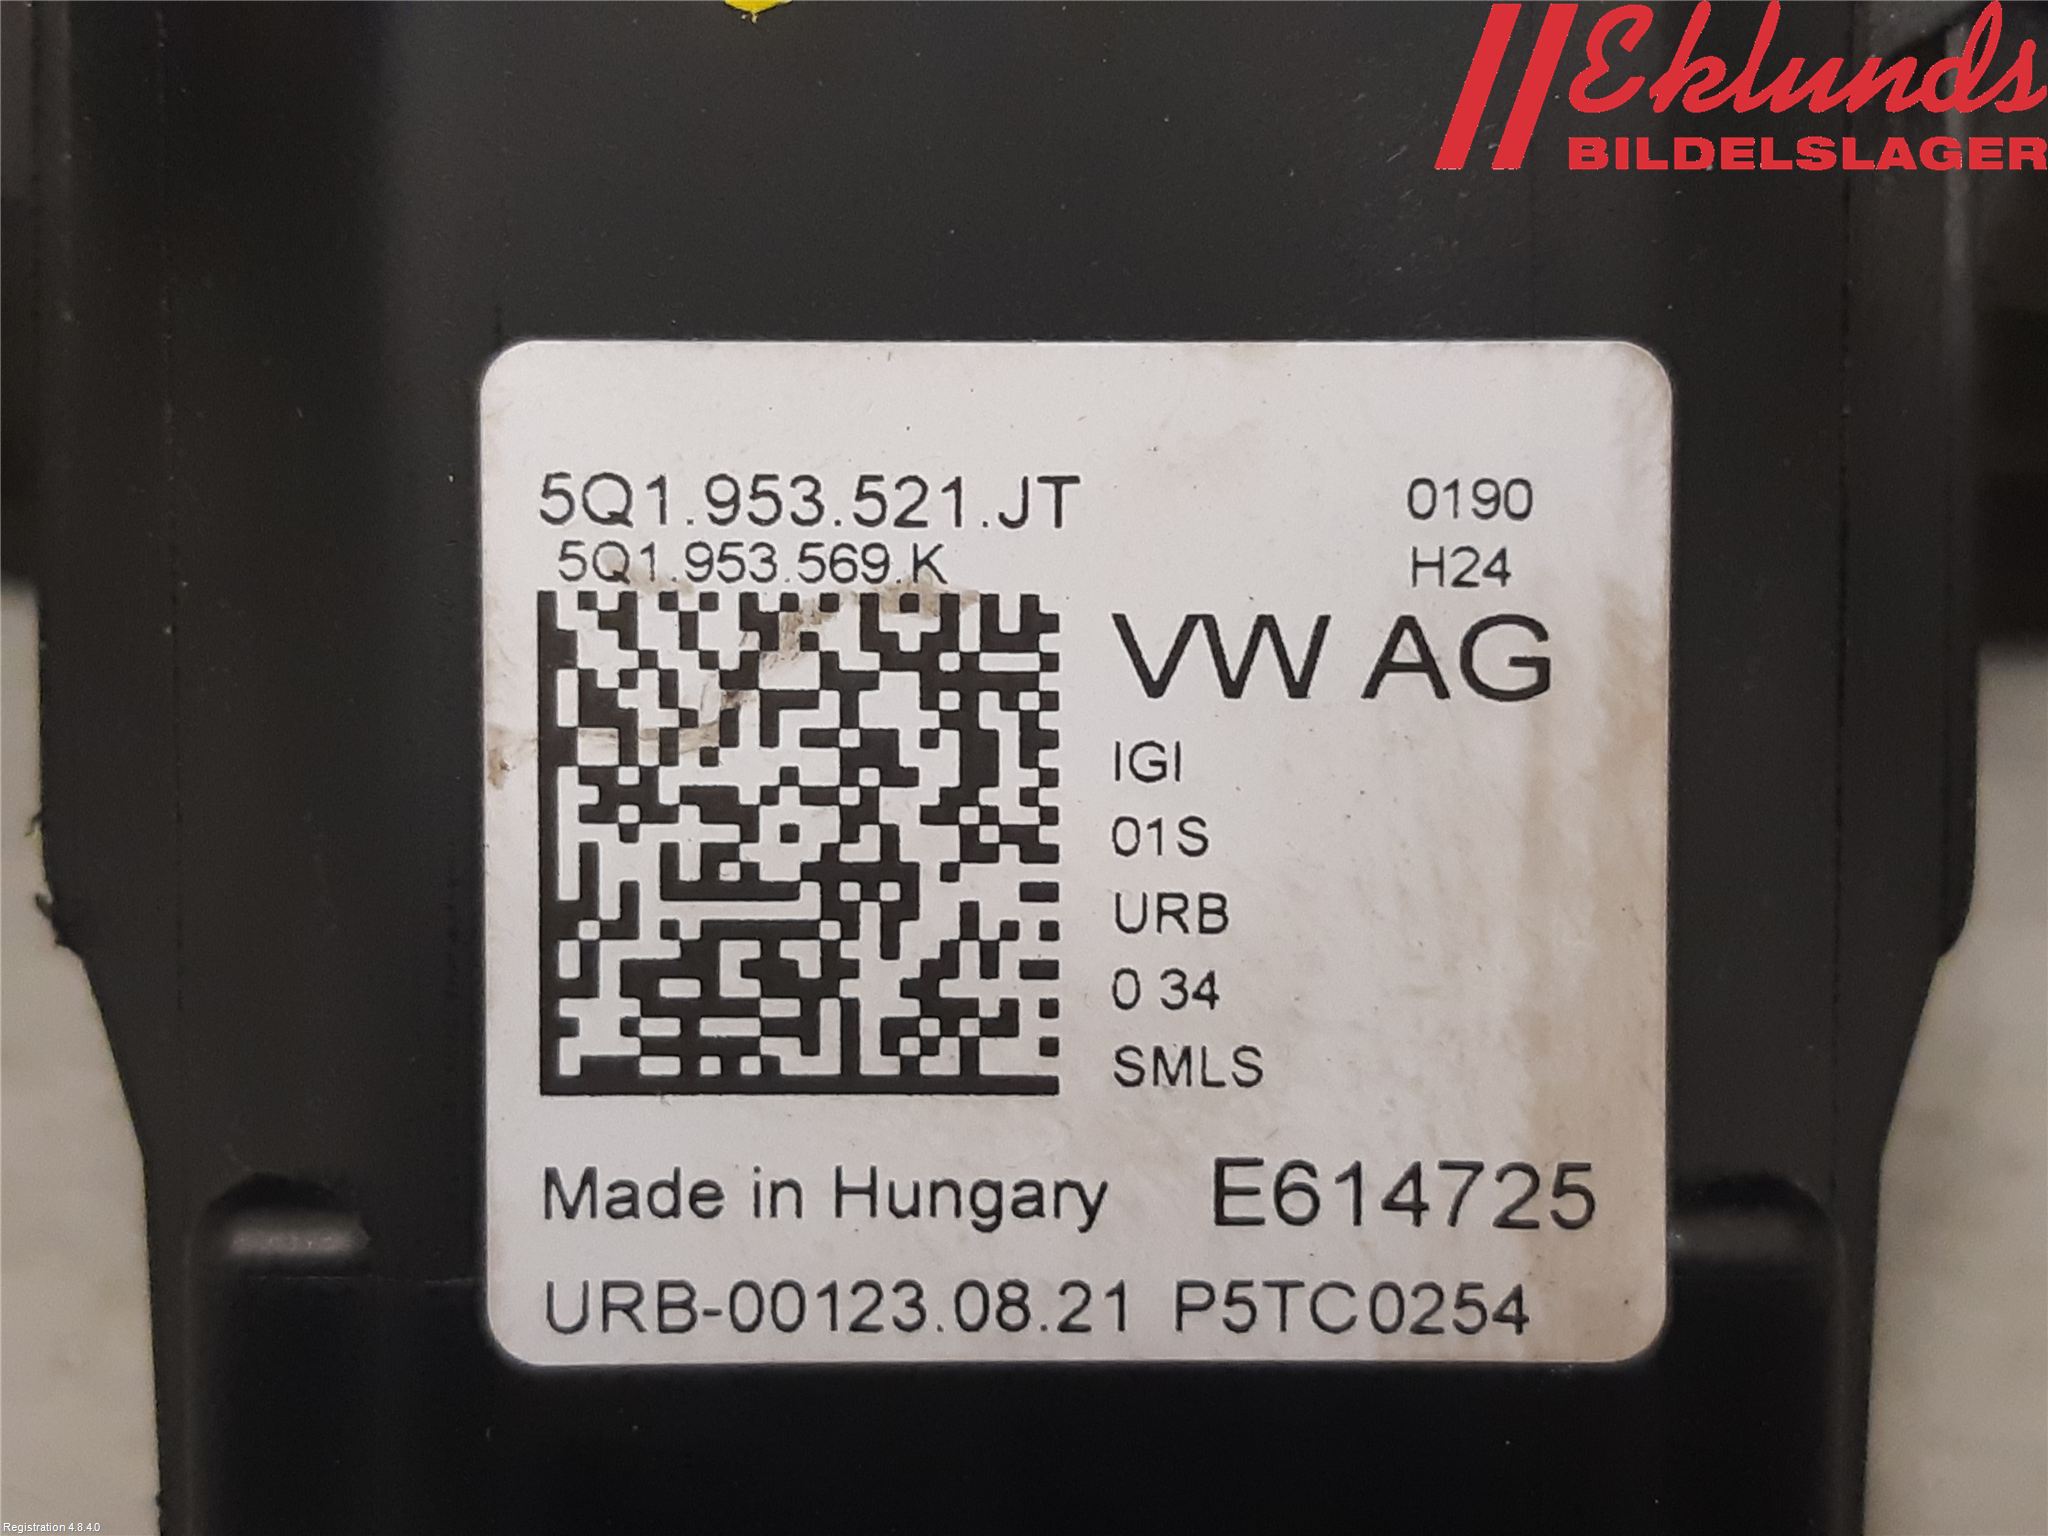 Eklunds
BILDELSLAGER
5Q1.953.521.JT 0190
5Q1.953.569.K H24
VW AG
IGI
01S
URB
0 34
SMLS
Made in Hungary E614725
URB-00123.08.21 P5TC0254
Registration 4.8.4.0